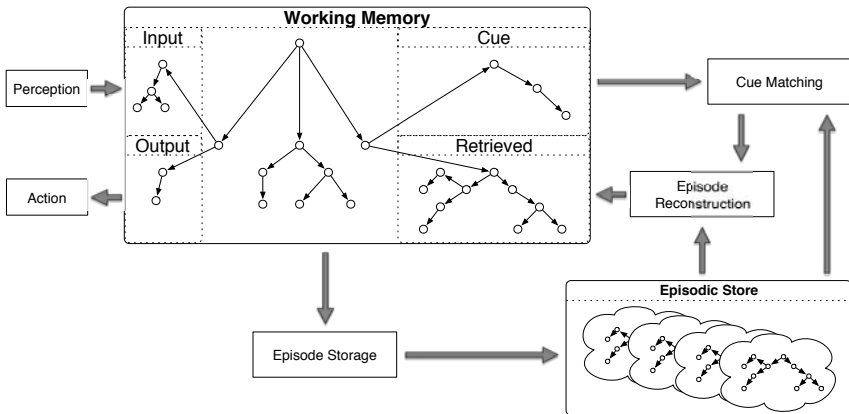 Working Memory
Input
Cue
Perception
Cue Matching
Output
Retrieved
Action
Episode
Reconstruction
Episodic Store
Episode Storage